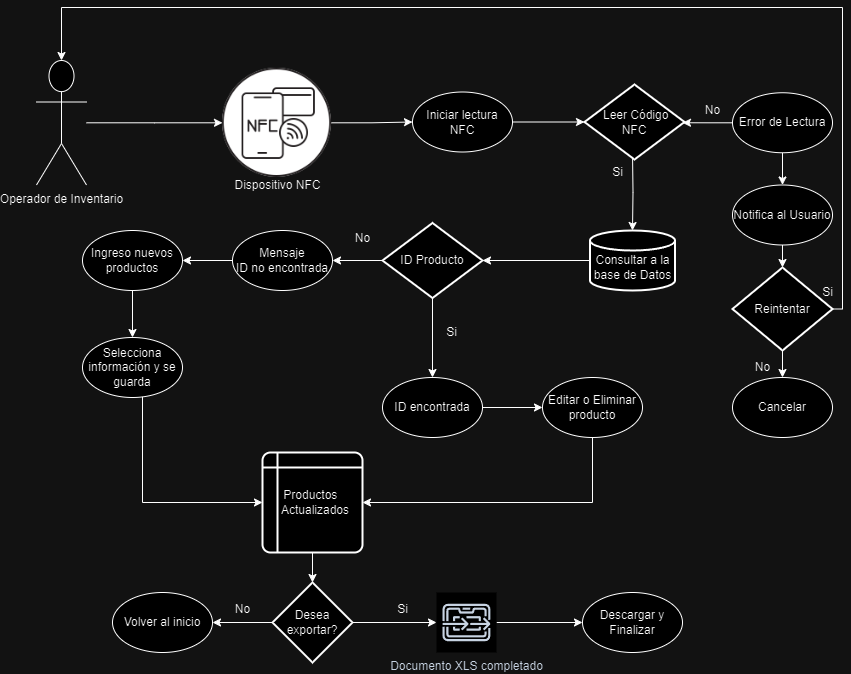 Operador de Inventario
NFC
Dispositivo NFC
Iniciar lectura
NFC
Leer Código
NFC
No
Error de Lectura
Si
Notifica al Usuario
Ingreso nuevos
productos
Mensaje
ID no encontrada
No
ID Producto
Consultar a la
base de Datos
Reintentar
Si
Si
No
Selecciona
información y se
guarda
ID encontrada
Editar o Eliminar
producto
Cancelar
Productos
Actualizados
Volver al inicio
No
Desea
exportar?
Si
Descargar y
Finalizar
Documento XLS completado